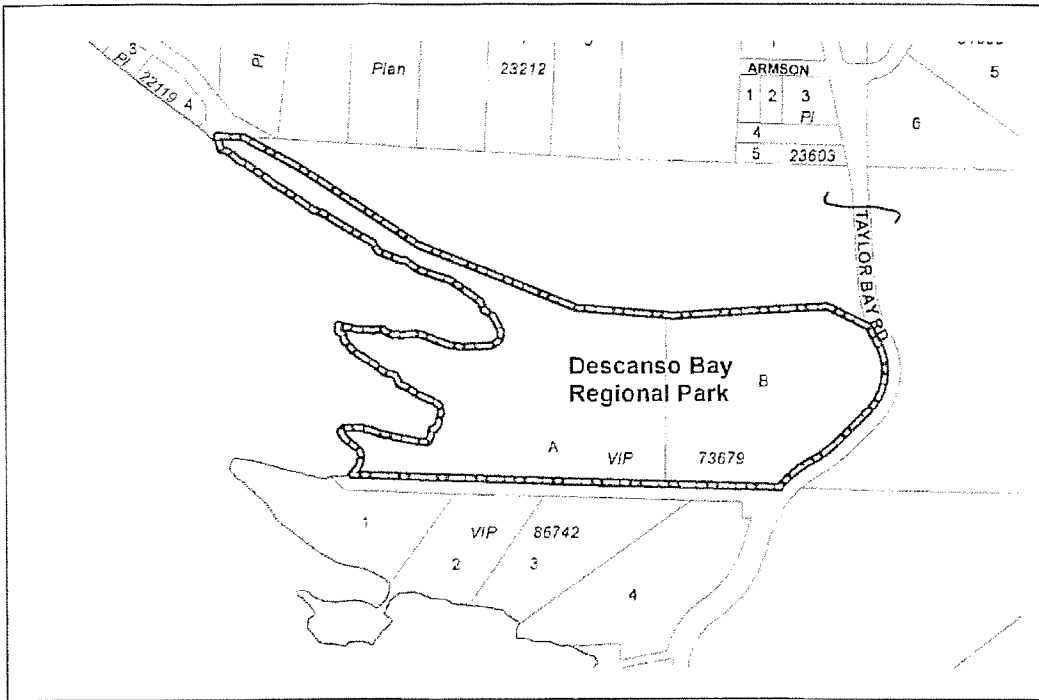 3
Pl
22119
4
Pl
Plan
23212
ARMSON
1 2 3
Pl
4
5 23603
5
6
TAYLOR BAY RD
Descanso Bay
Regional Park
B
A
VIP 73679
1
VIP 86742
2
3
4